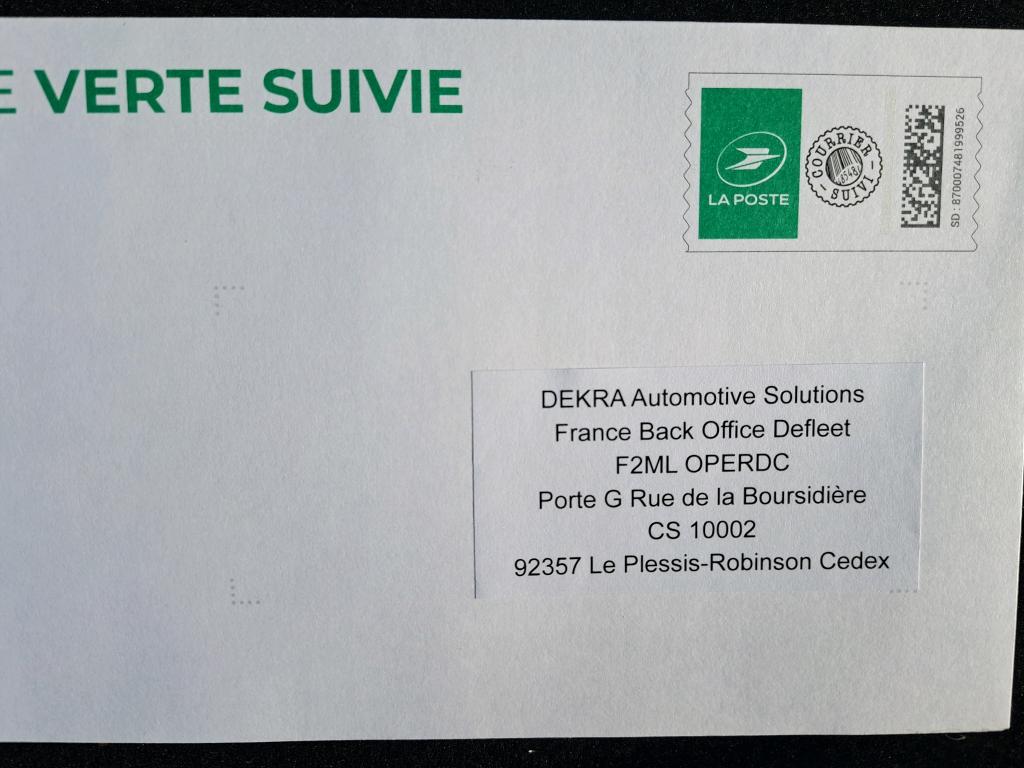 E VERTE SUIVIE
LA POSTE
COURRIER
SUIVI
SD : 870007481999526
DEKRA Automotive Solutions
France Back Office Defleet
F2ML OPERDC
Porte G Rue de la Boursidière
CS 10002
92357 Le Plessis-Robinson Cedex